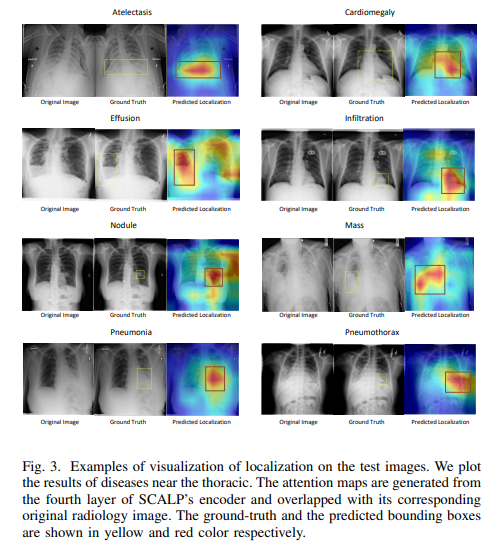 Atelectasis
Cardiomegaly
Original Image Ground Truth Predicted Localization
Original Image Ground Truth Predicted Localization
Effusion
Infiltration
Original Image Ground Truth Predicted Localization
Original Image Ground Truth Predicted Localization
Nodule
Mass
Original Image Ground Truth Predicted Localization
Original Image Ground Truth Predicted Localization
Pneumonia
Pneumothorax
Original Image Ground Truth Predicted Localization
Original Image Ground Truth Predicted Localization
Fig. 3. Examples of visualization of localization on the test images. We plot
the results of diseases near the thoracic. The attention maps are generated from
the fourth layer of SCALP's encoder and overlapped with its corresponding
original radiology image. The ground-truth and the predicted bounding boxes
are shown in yellow and red color respectively.